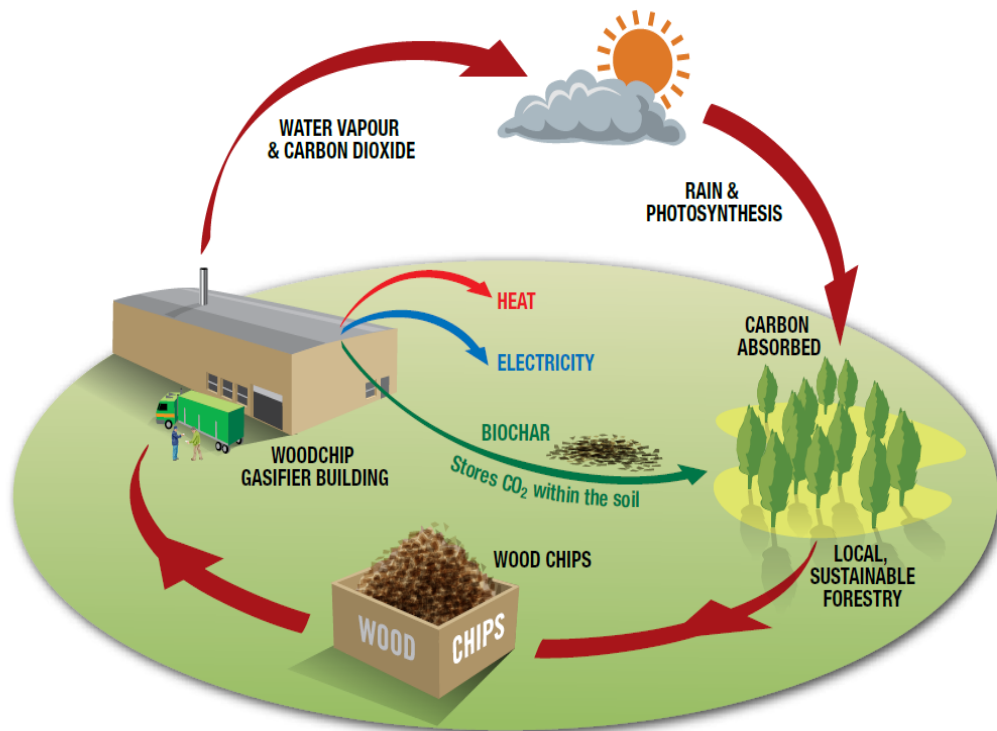 WATER VAPOUR
& CARBON DIOXIDE
RAIN &
PHOTOSYNTHESIS
HEAT
ELECTRICITY
CARBON
ABSORBED
BIOCHAR
Stores CO₂ within the soil
WOODCHIP
GASIFIER BUILDING
WOOD CHIPS
WOOD CHIPS
LOCAL,
SUSTAINABLE
FORESTRY